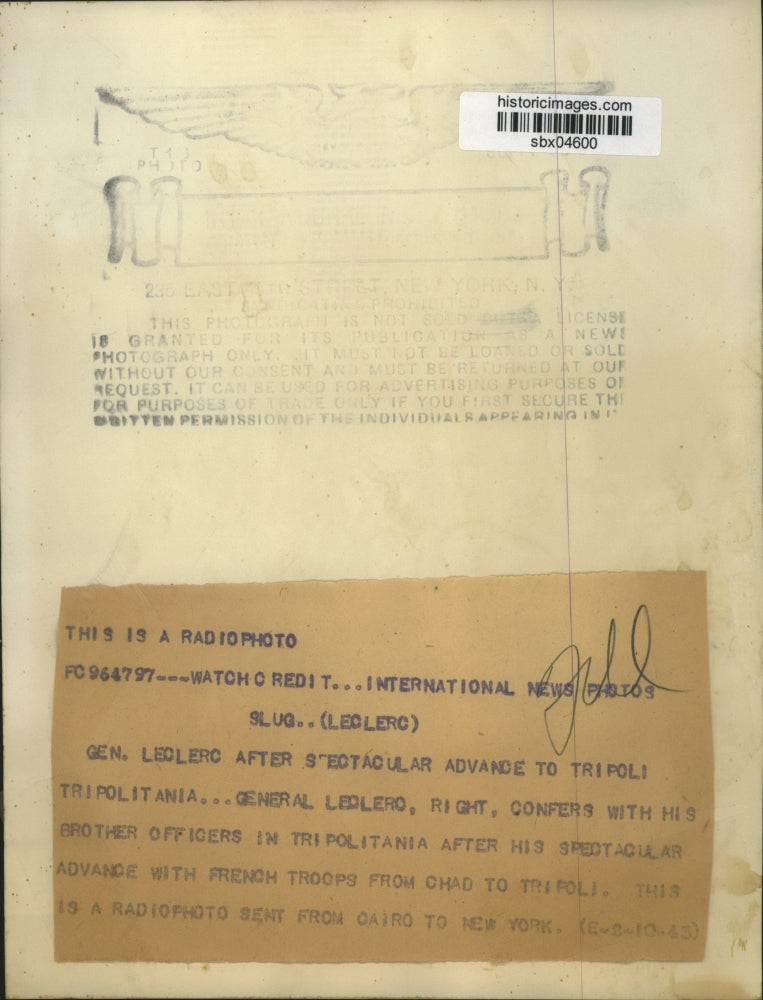 historicimages.com
sbx04600
THIS
PHOTO
235 EAST STREET, NEW YORK, N. Y.
PROHIBITED
THIS PHOTOGRAPH IS NOT SOLD LICENSE
IS GRANTED FOR ITS PUBLICATION AS A NEWS
PHOTOGRAPH ONLY. IT MUST NOT BE LOANED OR SOLD
WITHOUT OUR CONSENT AND MUST BE RETURNED AT OUR
REQUEST. IT CAN BE USED FOR ADVERTISING PURPOSES OR
FOR PURPOSES OF TRADE ONLY IF YOU FIRST SECURE THE
WRITTEN PERMISSION OF THE INDIVIDUALS APPEARING IN IT
THIS IS A RADIOPHOTO
FC964797---WATCH CREDIT...INTERNATIONAL NEWS PHOTOS
SLUG..(LECLERC)
GEN. LECLERC AFTER SPECTACULAR ADVANCE TO TRIPOLI
TRIPOLITANIA...GENERAL LECLERC, RIGHT, CONFERS WITH HIS
BROTHER OFFICERS IN TRIPOLITANIA AFTER HIS SPECTACULAR
ADVANCE WITH FRENCH TROOPS FROM CHAD TO TRIPOLI. THIS
IS A RADIOPHOTO SENT FROM CAIRO TO NEW YORK. (E-2-10-43)